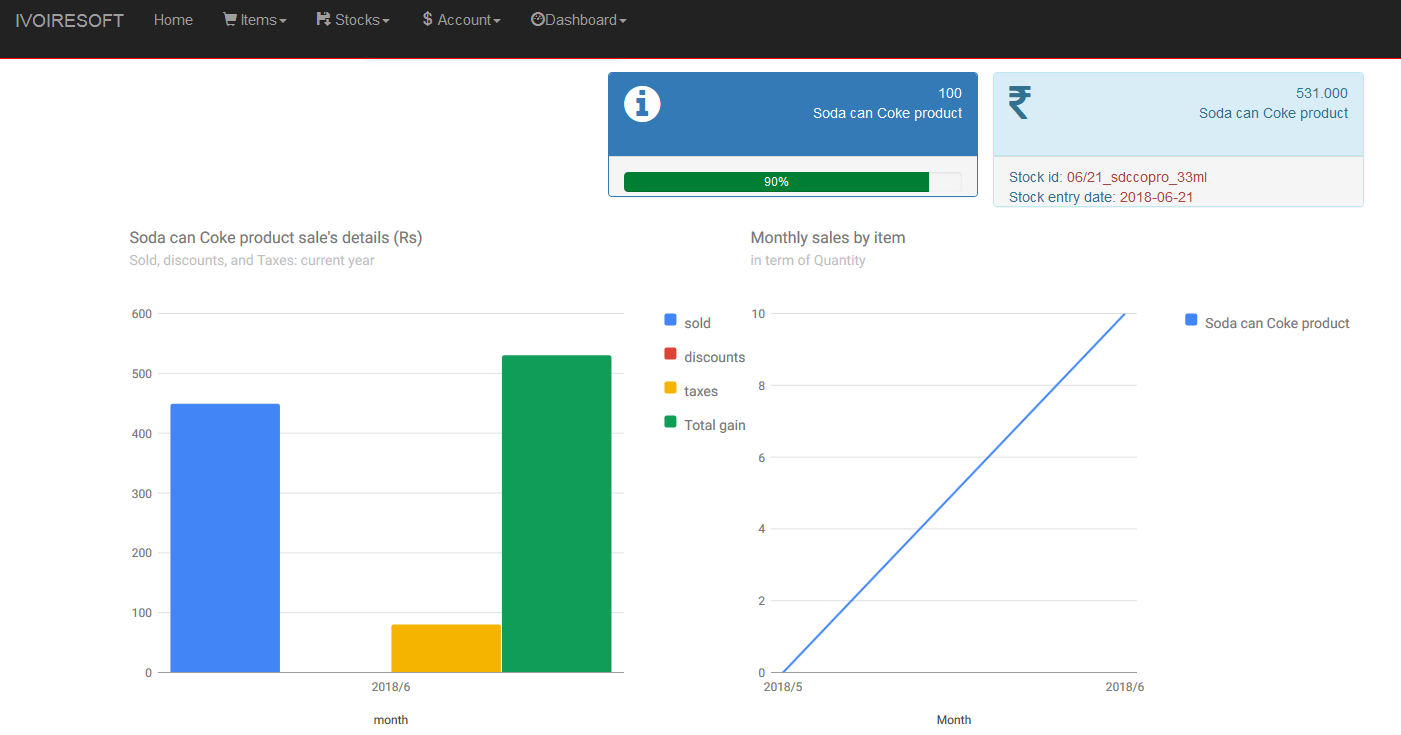 IVOIRESOFT Home Items Stocks $ Account Dashboard
100
Soda can Coke product
90%
₹ 531.000
Soda can Coke product
Stock id: 06/21_sdccopro_33ml
Stock entry date: 2018-06-21
Soda can Coke product sale's details (Rs)
Sold, discounts, and Taxes: current year
600
500
400
300
200
100
0
2018/6
month
sold
discounts
taxes
Total gain
Monthly sales by item
in term of Quantity
10
8
6
4
2
0
2018/5 2018/6
Month
Soda can Coke product